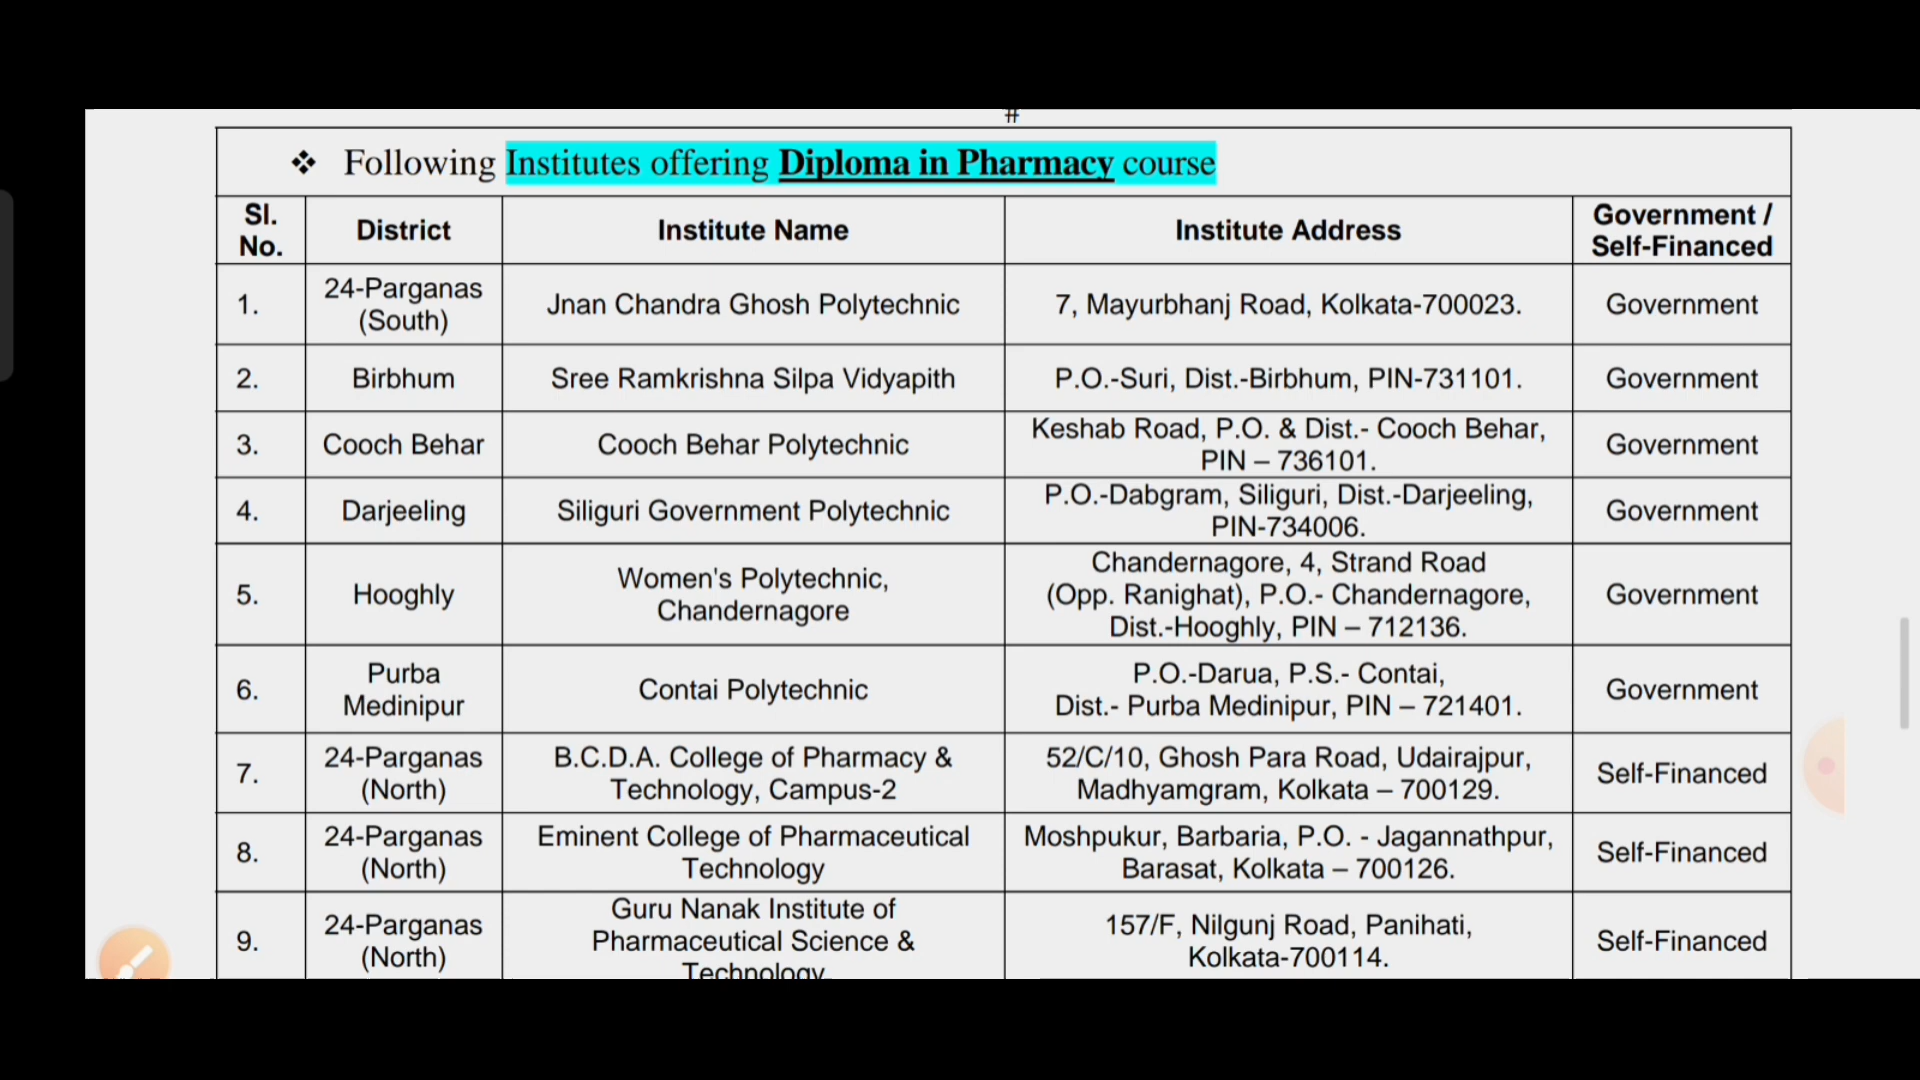 #
❖ Following Institutes offering Diploma in Pharmacy course
Sl. No. District Institute Name Institute Address Government / Self-Financed
1. 24-Parganas (South) Jnan Chandra Ghosh Polytechnic 7, Mayurbhanj Road, Kolkata-700023. Government
2. Birbhum Sree Ramkrishna Silpa Vidyapith P.O.-Suri, Dist.-Birbhum, PIN-731101. Government
3. Cooch Behar Cooch Behar Polytechnic Keshab Road, P.O. & Dist.- Cooch Behar, PIN – 736101. Government
4. Darjeeling Siliguri Government Polytechnic P.O.-Dabgram, Siliguri, Dist.-Darjeeling, PIN-734006. Government
5. Hooghly Women's Polytechnic, Chandernagore Chandernagore, 4, Strand Road (Opp. Ranighat), P.O.- Chandernagore, Dist.-Hooghly, PIN – 712136. Government
6. Purba Medinipur Contai Polytechnic P.O.-Darua, P.S.- Contai, Dist.- Purba Medinipur, PIN – 721401. Government
7. 24-Parganas (North) B.C.D.A. College of Pharmacy & Technology, Campus-2 52/C/10, Ghosh Para Road, Udairajpur, Madhyamgram, Kolkata – 700129. Self-Financed
8. 24-Parganas (North) Eminent College of Pharmaceutical Technology Moshpukur, Barbaria, P.O. - Jagannathpur, Barasat, Kolkata – 700126. Self-Financed
9. 24-Parganas (North) Guru Nanak Institute of Pharmaceutical Science & Technology 157/F, Nilgunj Road, Panihati, Kolkata-700114. Self-Financed